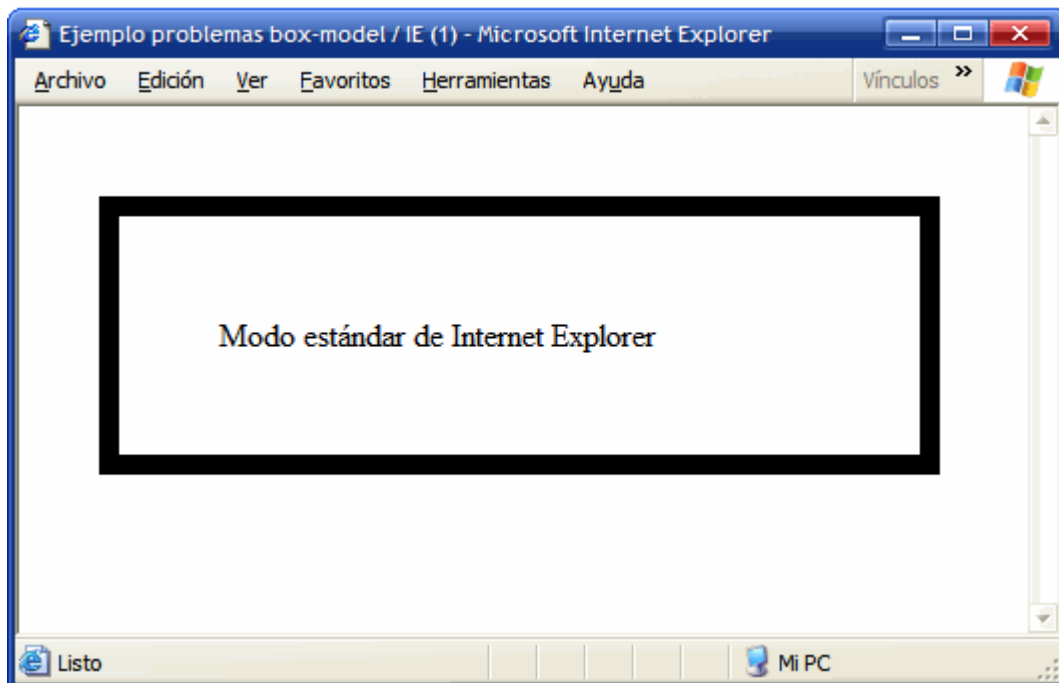 Ejemplo problemas box-model / IE (1) - Microsoft Internet Explorer
Archivo Edición Ver Favoritos Herramientas Ayuda Vínculos »
Modo estándar de Internet Explorer
Listo Mi PC